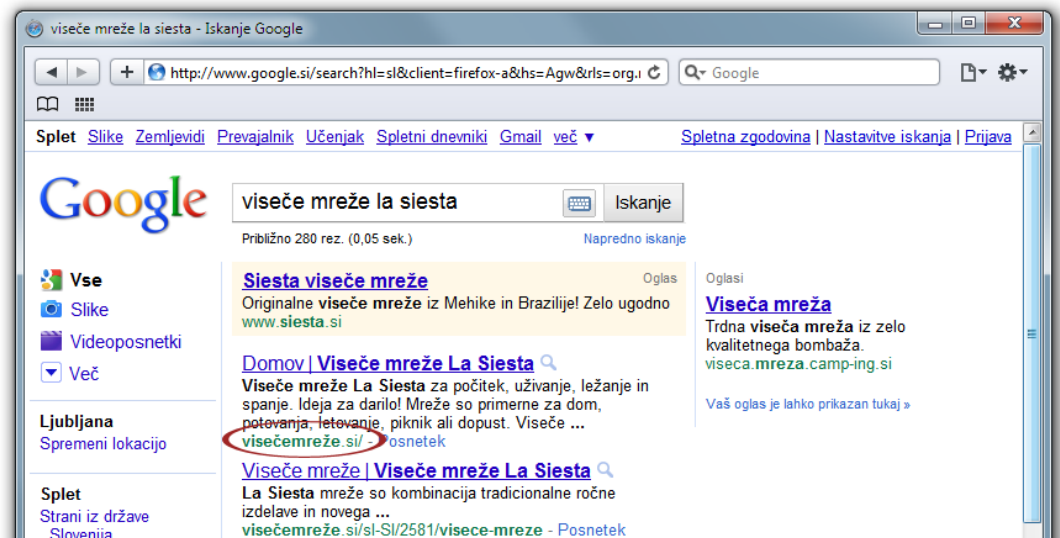 viseče mreže la siesta - Iskanje Google
http://www.google.si/search?hl=sl&client=firefox-a&hs=Agw&rls=org.
Google
Splet Slike Zemljevidi Prevajalnik Učenjak Spletni dnevniki Gmail več ▼
Spletna zgodovina | Nastavitve iskanja | Prijava
Google
viseče mreže la siesta
Iskanje
Približno 280 rez. (0,05 sek.)
Napredno iskanje
Vse
Slike
Videoposnetki
Več
Ljubljana
Spremeni lokacijo
Splet
Strani iz države
Slovenija
Siesta viseče mreže
Oglas
Originalne viseče mreže iz Mehike in Brazilije! Zelo ugodno
www.siesta.si
Domov | Viseče mreže La Siesta
Viseče mreže La Siesta za počitek, uživanje, ležanje in
spanje. Ideja za darilo! Mreže so primerne za dom,
potovanja, letovanje, piknik ali dopust. Viseče ...
visečemreže.si/ - Posnetek
Viseče mreže | Viseče mreže La Siesta
La Siesta mreže so kombinacija tradicionalne ročne
izdelave in novega ...
visečemreže.si/sl-SI/2581/visece-mreze - Posnetek
Oglasi
Viseča mreža
Trdna viseča mreža iz zelo
kvalitetnega bombaža.
viseca.mreza.camp-ing.si
Vaš oglas je lahko prikazan tukaj »